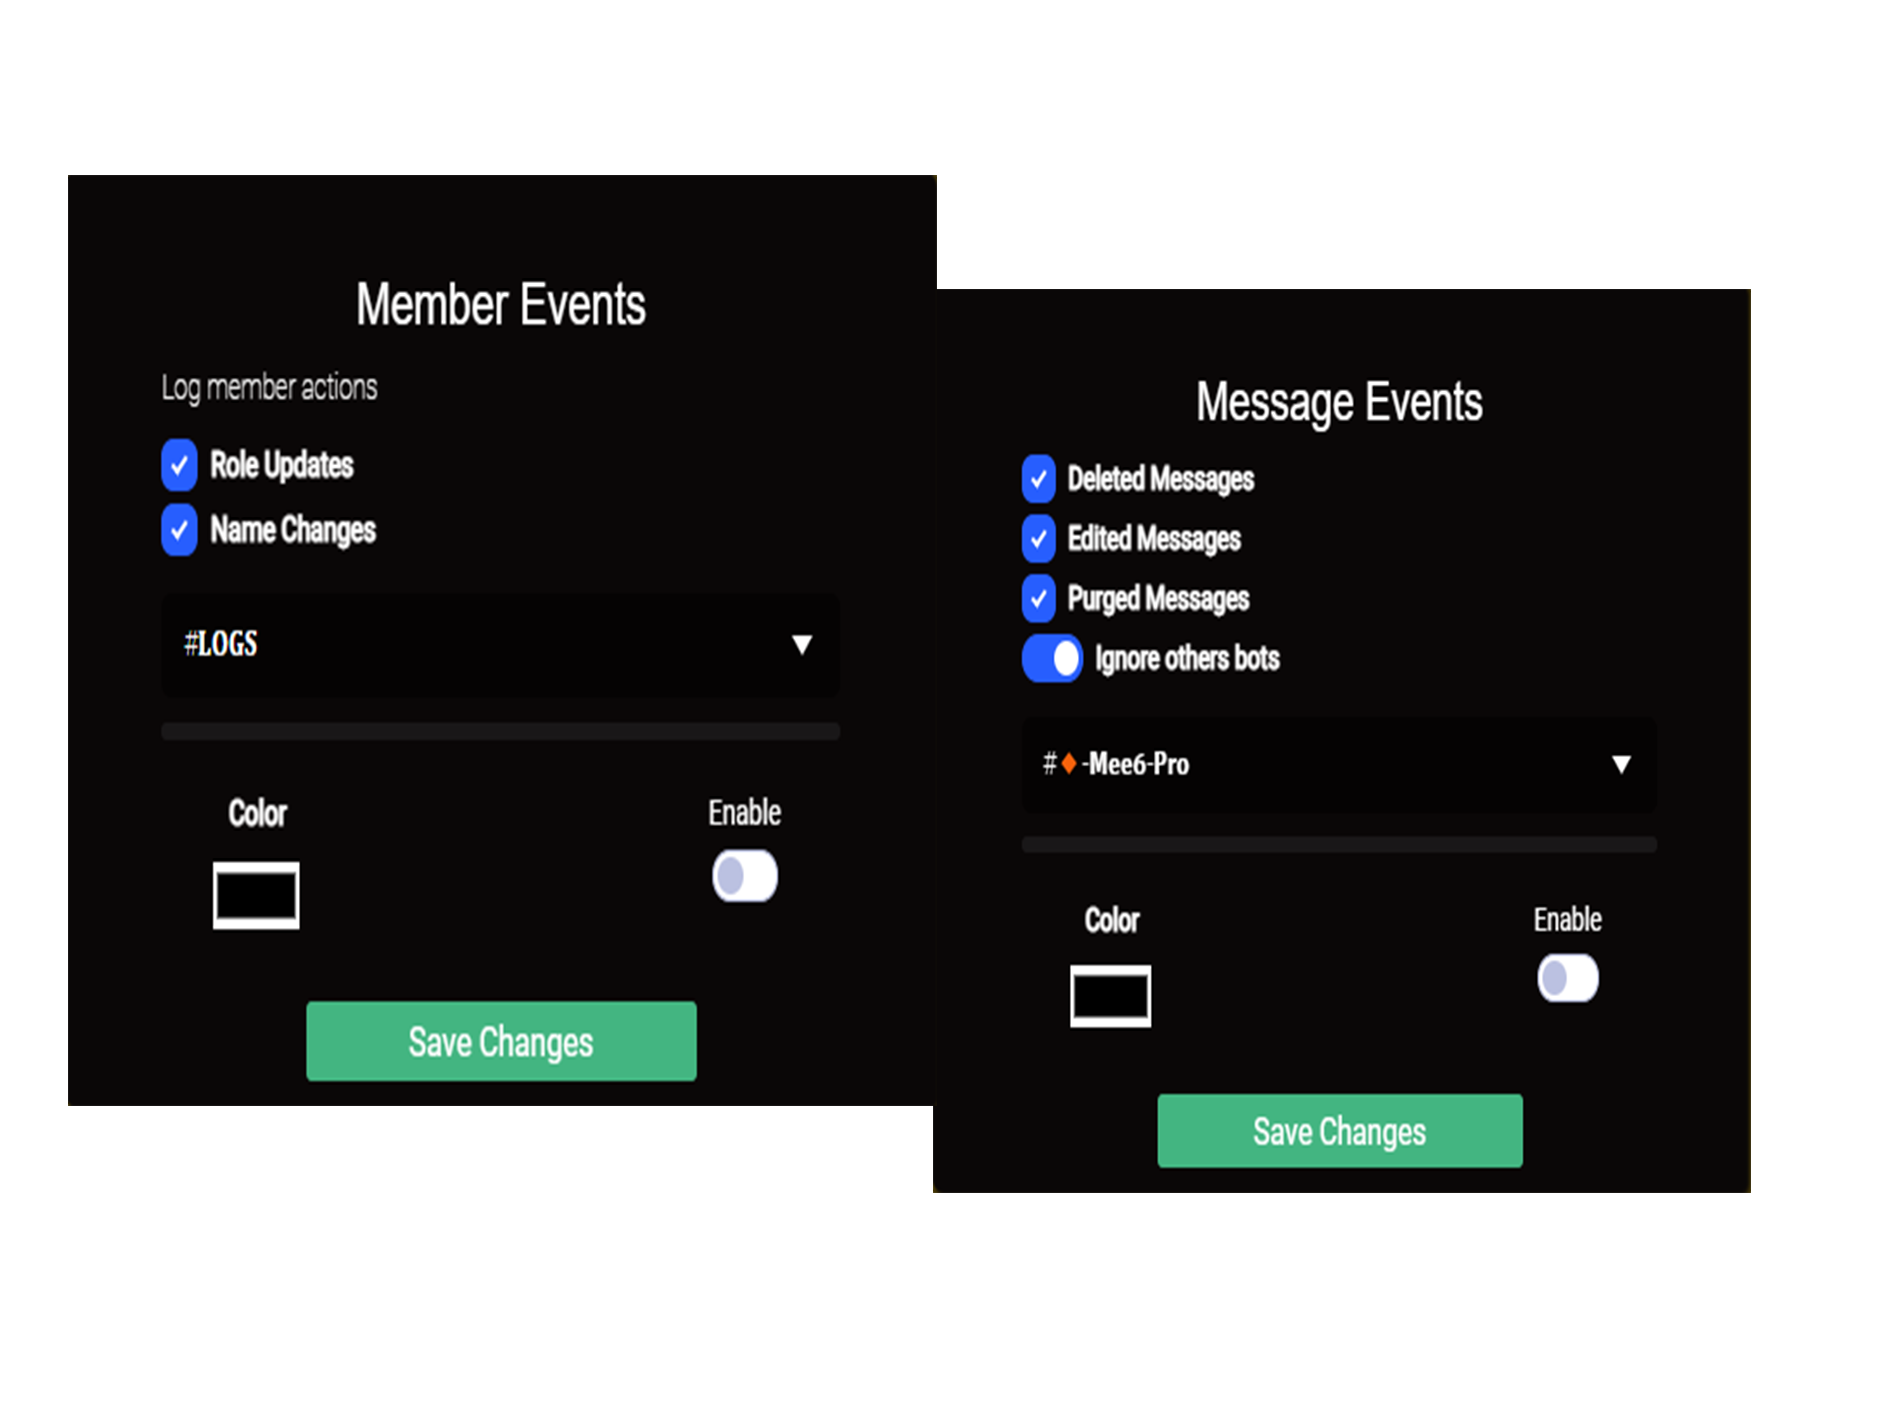 Member Events
Log member actions
Role Updates
Name Changes
#LOGS
Color
Enable
Save Changes
Message Events
Deleted Messages
Edited Messages
Purged Messages
Ignore others bots
#♦-Mee6-Pro
Color
Enable
Save Changes